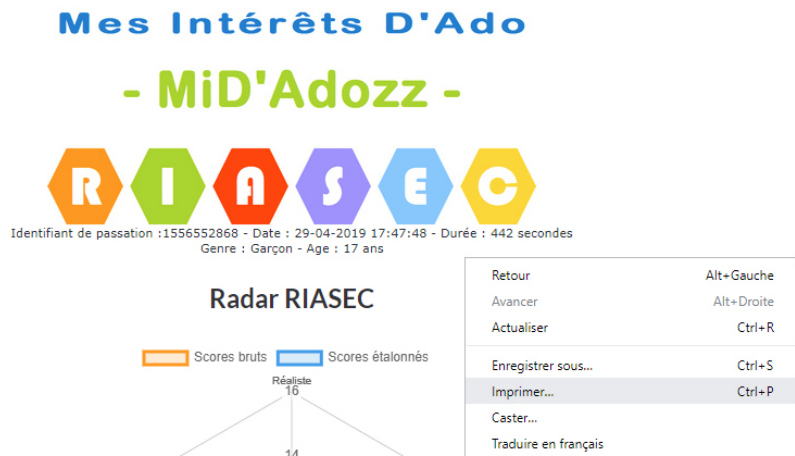 Mes Intérêts D'Ado
- MiD'Adozz -
R I A S E C
Identifiant de passation :1556552868 - Date : 29-04-2019 17:47:48 - Durée : 442 secondes
Genre : Garçon - Age : 17 ans
Radar RIASEC
Scores bruts Scores étalonnés
Réaliste
16
14
Retour Alt+Gauche
Avancer Alt+Droite
Actualiser Ctrl+R
Enregistrer sous... Ctrl+S
Imprimer... Ctrl+P
Caster...
Traduire en français